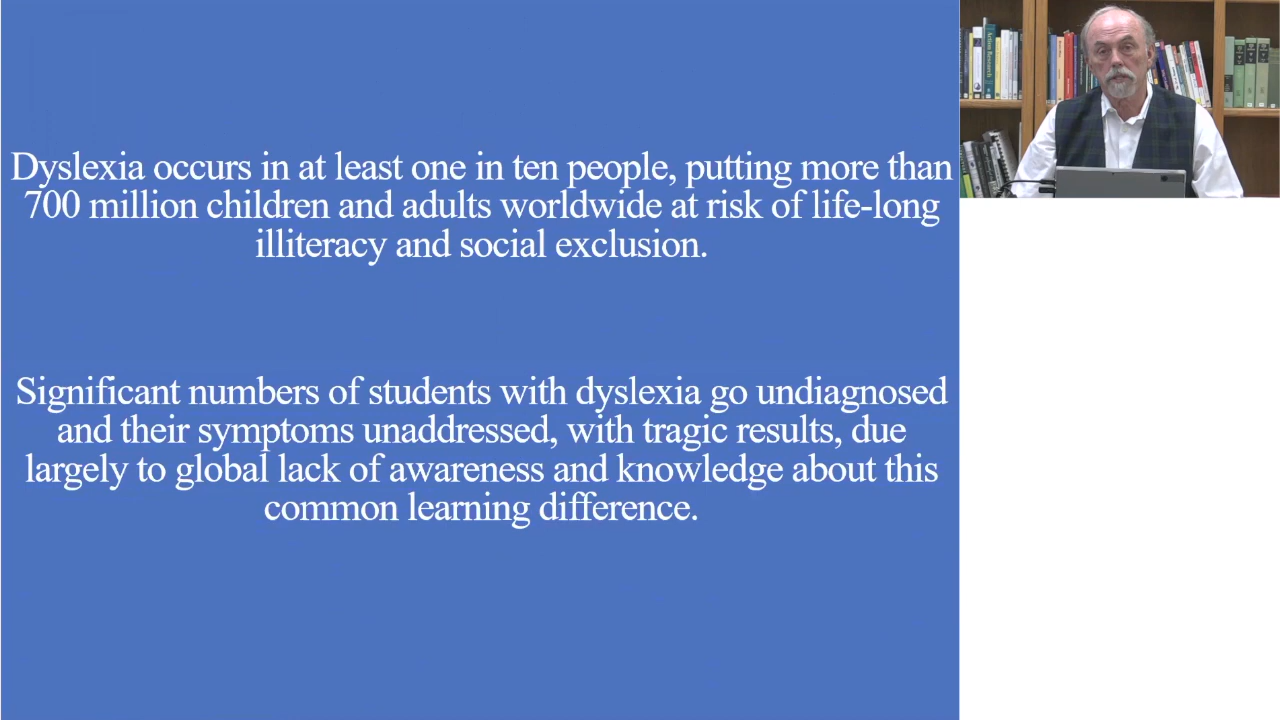 Dyslexia occurs in at least one in ten people, putting more than
700 million children and adults worldwide at risk of life-long
illiteracy and social exclusion.
Significant numbers of students with dyslexia go undiagnosed
and their symptoms unaddressed, with tragic results, due
largely to global lack of awareness and knowledge about this
common learning difference.
Action Research